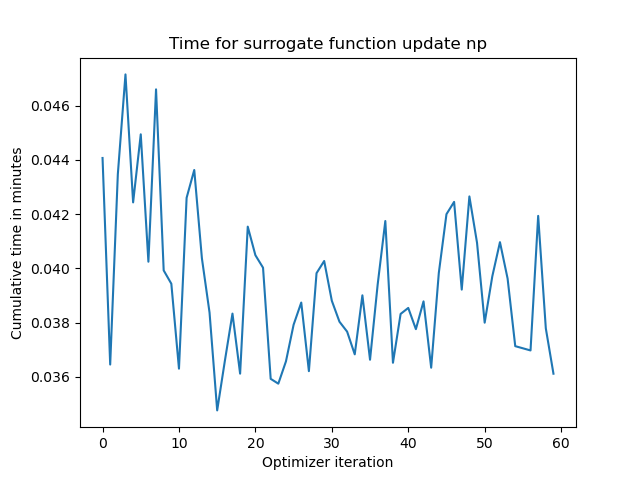 Time for surrogate function update np
Cumulative time in minutes
0.046
0.044
0.042
0.040
0.038
0.036
0 10 20 30 40 50 60
Optimizer iteration